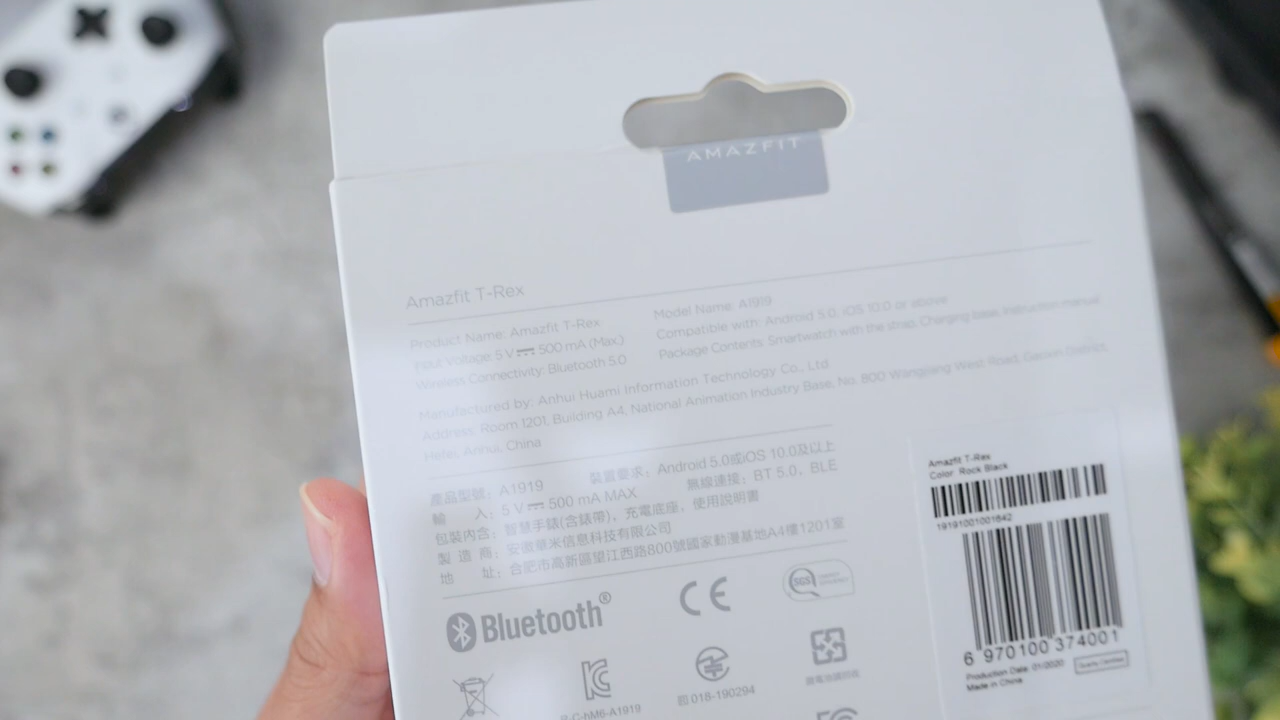 AMAZFIT
Amazfit T-Rex
Product Name: Amazfit T-Rex
Model Name: A1919
Input Voltage: 5 V⎓500 mA (Max)
Compatible with: Android 5.0, iOS 10.0 or above
Wireless Connectivity: Bluetooth 5.0
Package Contents: Smartwatch with the strap, Charging base, Instruction manual
Manufactured by: Anhui Huami Information Technology Co., Ltd.
Address: Room 1201, Building A4, National Animation Industry Base, No. 800 Wangjiang West Road, Gaoxin District,
Hefei, Anhui, China
產品型號：A1919 裝置要求：Android 5.0或iOS 10.0及以上
輸 入：5 V⎓500 mA MAX 無線連接：BT 5.0，BLE
包裝內含：智慧手錶(含錶帶)，充電底座，使用說明書
製 造 商：安徽華米信息科技有限公司
地 址：合肥市高新區望江西路800號國家動漫基地A4樓1201室
Bluetooth®
CE
SGS
R-C-hM6-A1919
018-190294
Amazfit T-Rex
Color: Rock Black
19191001001642
6 970100 374001
Production Date: 01/2020
Quality Certified
Made in China